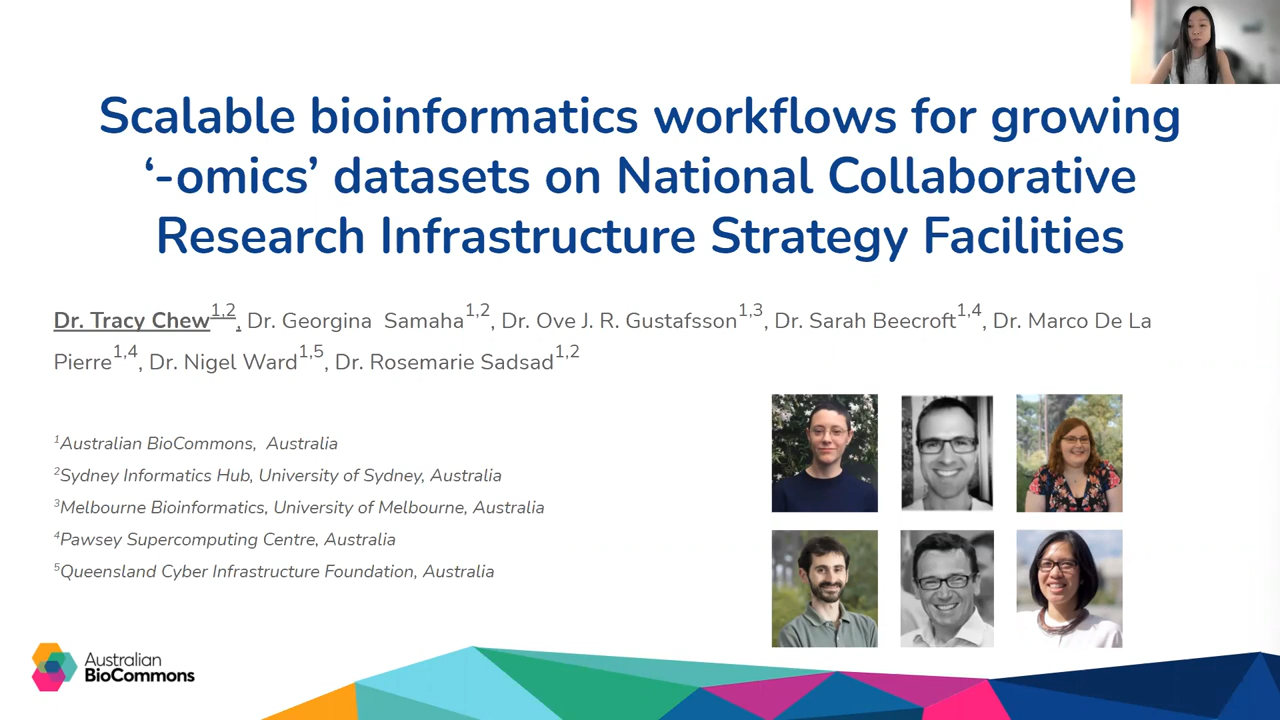 Scalable bioinformatics workflows for growing
‘-omics’ datasets on National Collaborative
Research Infrastructure Strategy Facilities
Dr. Tracy Chew1,2, Dr. Georgina Samaha1,2, Dr. Ove J. R. Gustafsson1,3, Dr. Sarah Beecroft1,4, Dr. Marco De La
Pierre1,4, Dr. Nigel Ward1,5, Dr. Rosemarie Sadsad1,2
1Australian BioCommons, Australia
2Sydney Informatics Hub, University of Sydney, Australia
3Melbourne Bioinformatics, University of Melbourne, Australia
4Pawsey Supercomputing Centre, Australia
5Queensland Cyber Infrastructure Foundation, Australia
Australian
BioCommons